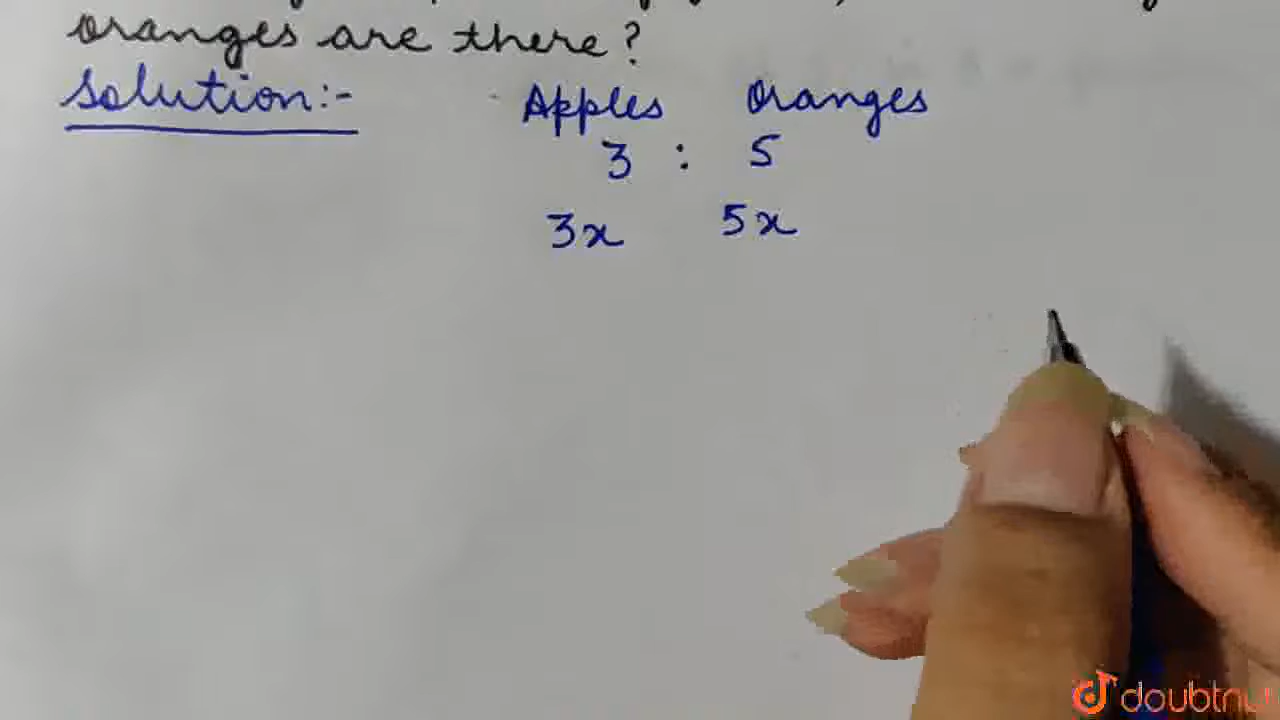 oranges are there?
Solution:-
Apples Oranges
3 : 5
3x 5x
doubtnut